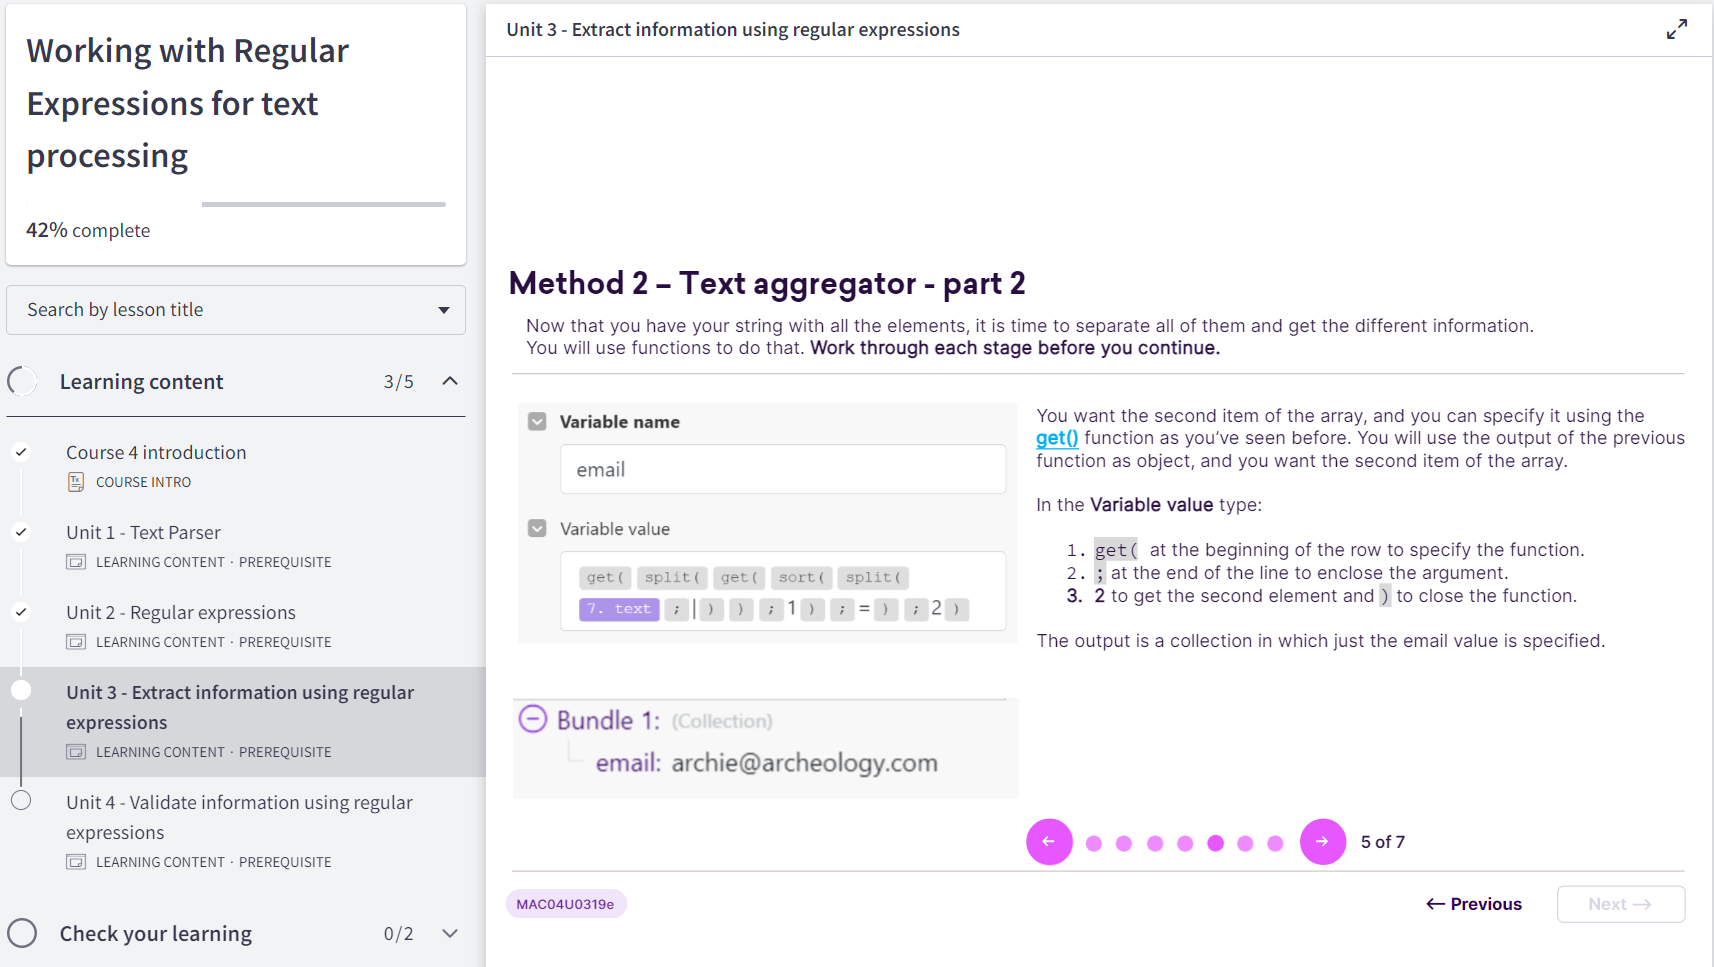 Working with Regular
Expressions for text
processing
42% complete
Search by lesson title
Learning content 3/5
Course 4 introduction
COURSE INTRO
Unit 1 - Text Parser
LEARNING CONTENT · PREREQUISITE
Unit 2 - Regular expressions
LEARNING CONTENT · PREREQUISITE
Unit 3 - Extract information using regular
expressions
LEARNING CONTENT · PREREQUISITE
Unit 4 - Validate information using regular
expressions
LEARNING CONTENT · PREREQUISITE
Check your learning 0/2
Unit 3 - Extract information using regular expressions
Method 2 – Text aggregator - part 2
Now that you have your string with all the elements, it is time to separate all of them and get the different information.
You will use functions to do that. Work through each stage before you continue.
Variable name
email
Variable value
get( split( get( sort( split(
7. text ; | ) ) ; 1 ) ; = ) ; 2 )
Bundle 1: (Collection)
email: archie@archeology.com
You want the second item of the array, and you can specify it using the
get() function as you've seen before. You will use the output of the previous
function as object, and you want the second item of the array.
In the Variable value type:
1. get( at the beginning of the row to specify the function.
2. ; at the end of the line to enclose the argument.
3. 2 to get the second element and ) to close the function.
The output is a collection in which just the email value is specified.
← → 5 of 7
MAC04U0319e
← Previous Next →